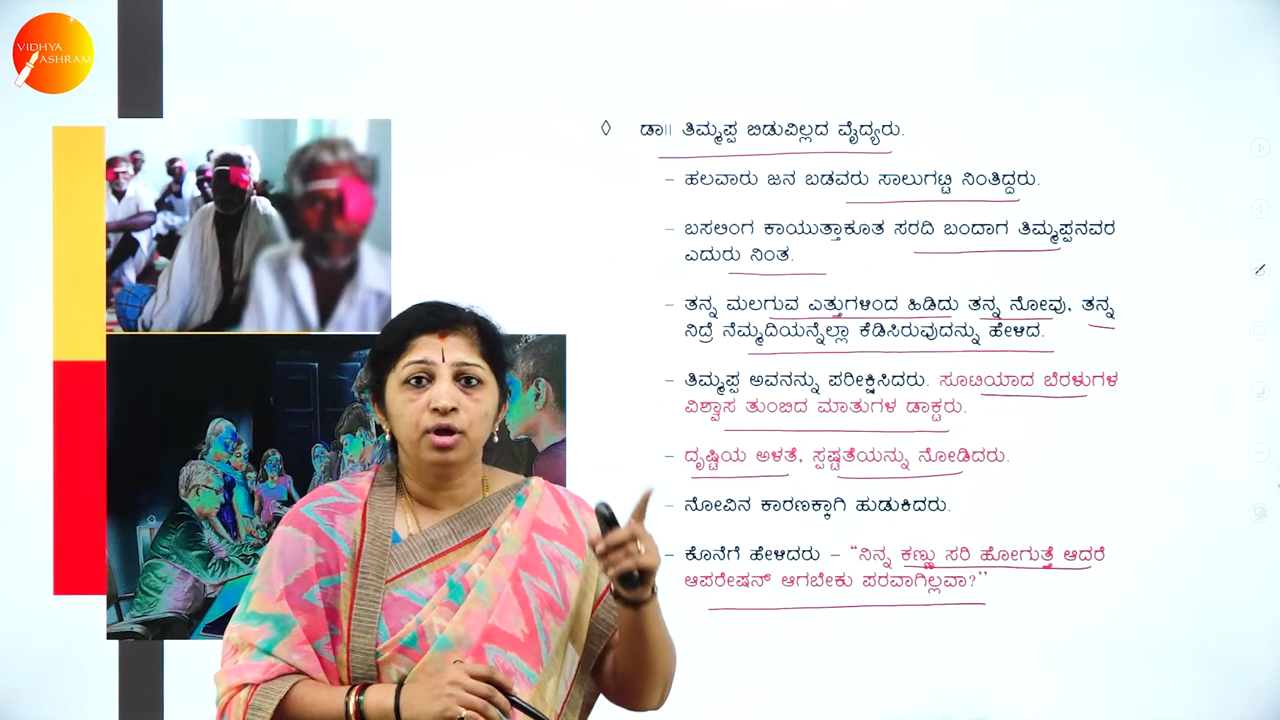 VIDHYA
ASHRAM
◊ ಡಾ।। ತಿಮ್ಮಪ್ಪ ಬಿಡುವಿಲ್ಲದ ವೈದ್ಯರು.
– ಹಲವಾರು ಜನ ಬಡವರು ಸಾಲುಗಟ್ಟಿ ನಿಂತಿದ್ದರು.
– ಬಸಲಿಂಗ ಕಾಯುತ್ತಾಕೂತ ಸರದಿ ಬಂದಾಗ ತಿಮ್ಮಪ್ಪನವರ
ಎದುರು ನಿಂತ.
– ತನ್ನ ಮಲಗುವ ಎತ್ತುಗಳಿಂದ ಹಿಡಿದು ತನ್ನ ನೋವು, ತನ್ನ
ನಿದ್ರೆ ನೆಮ್ಮದಿಯನ್ನೆಲ್ಲಾ ಕೆಡಿಸಿರುವುದನ್ನು ಹೇಳಿದ.
– ತಿಮ್ಮಪ್ಪ ಅವನನ್ನು ಪರೀಕ್ಷಿಸಿದರು. ಸೂಟಿಯಾದ ಬೆರಳುಗಳ
ವಿಶ್ವಾಸ ತುಂಬಿದ ಮಾತುಗಳ ಡಾಕ್ಟರು.
– ದೃಷ್ಟಿಯ ಅಳತೆ, ಸ್ಪಷ್ಟತೆಯನ್ನು ನೋಡಿದರು.
– ನೋವಿನ ಕಾರಣಕ್ಕಾಗಿ ಹುಡುಕಿದರು.
– ಕೊನೆಗೆ ಹೇಳಿದರು – “ನಿನ್ನ ಕಣ್ಣು ಸರಿ ಹೋಗುತ್ತೆ ಆದರೆ
ಆಪರೇಷನ್ ಆಗಬೇಕು ಪರವಾಗಿಲ್ಲವಾ?’’